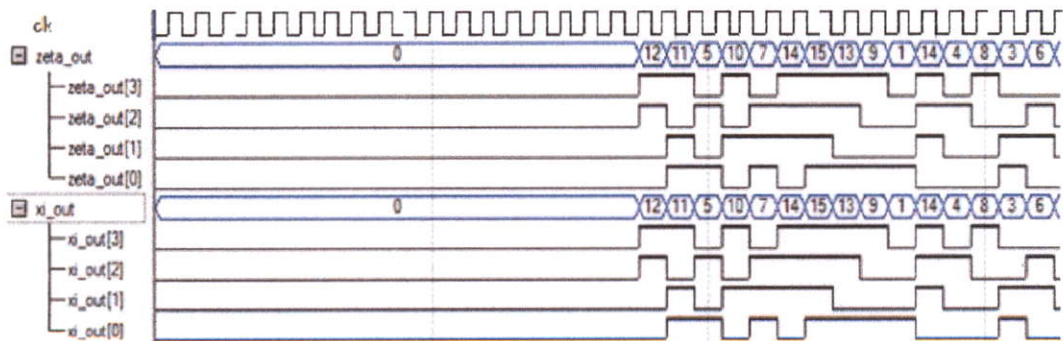 clk
zeta_out 0 12 11 5 10 7 14 15 13 9 1 14 4 8 3 6
zeta_out[3]
zeta_out[2]
zeta_out[1]
zeta_out[0]
xi_out 0 12 11 5 10 7 14 15 13 9 1 14 4 8 3 6
xi_out[3]
xi_out[2]
xi_out[1]
xi_out[0]